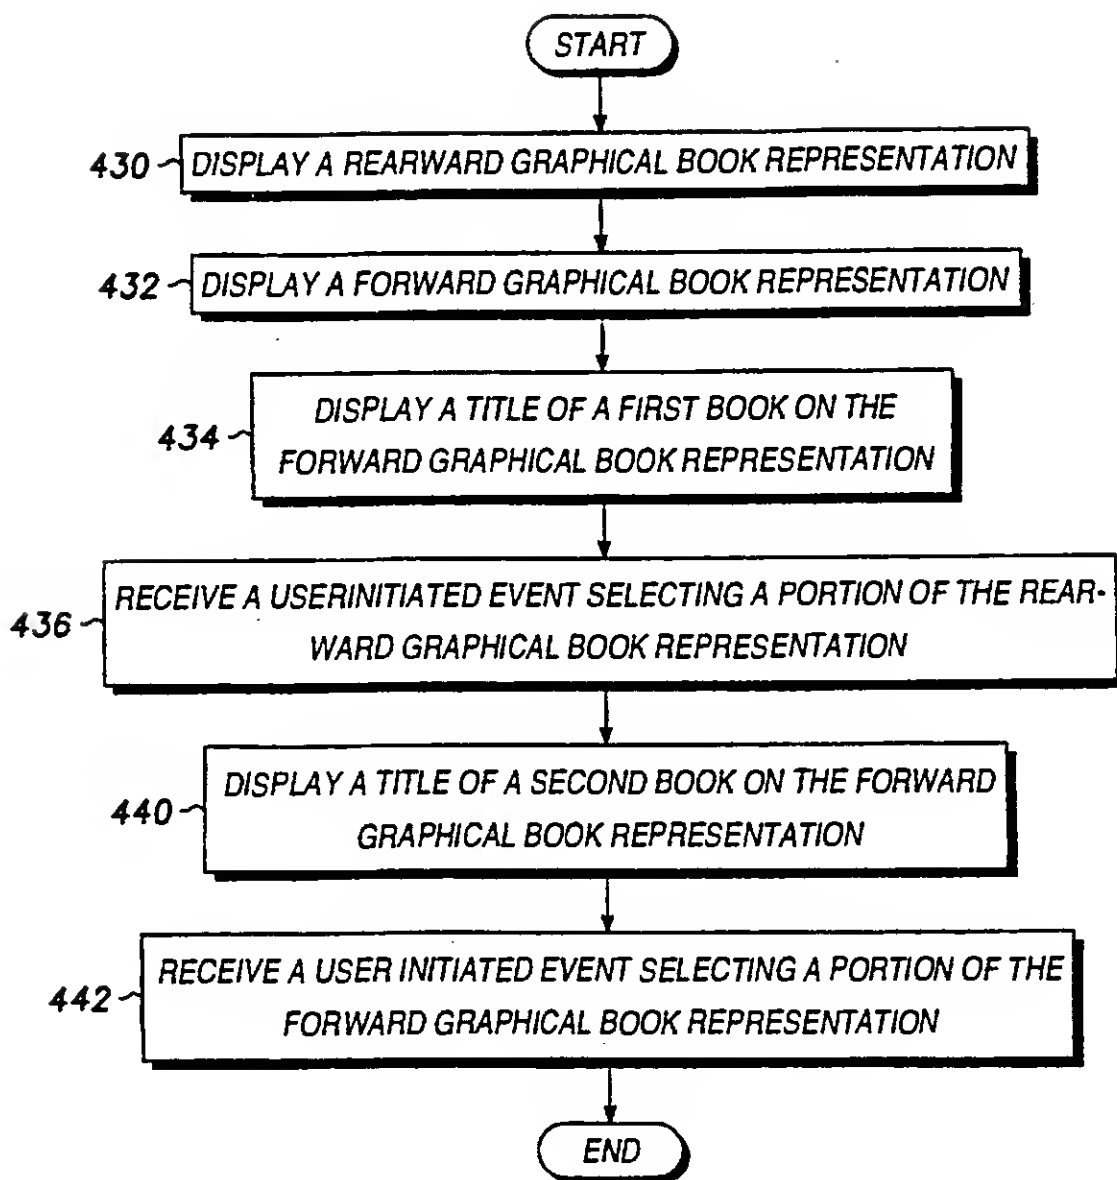 START
430 DISPLAY A REARWARD GRAPHICAL BOOK REPRESENTATION
432 DISPLAY A FORWARD GRAPHICAL BOOK REPRESENTATION
434 DISPLAY A TITLE OF A FIRST BOOK ON THE
FORWARD GRAPHICAL BOOK REPRESENTATION
436 RECEIVE A USERINITIATED EVENT SELECTING A PORTION OF THE REAR-
WARD GRAPHICAL BOOK REPRESENTATION
440 DISPLAY A TITLE OF A SECOND BOOK ON THE FORWARD
GRAPHICAL BOOK REPRESENTATION
442 RECEIVE A USER INITIATED EVENT SELECTING A PORTION OF THE
FORWARD GRAPHICAL BOOK REPRESENTATION
END